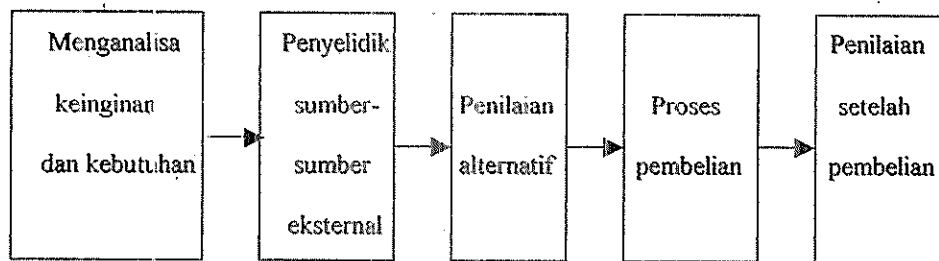 Menganalisa
keinginan
dan kebutuhan
Penyelidik
sumber-
sumber
eksternal
Penilaian
alternatif
Proses
pembelian
Penilaian
setelah
pembelian